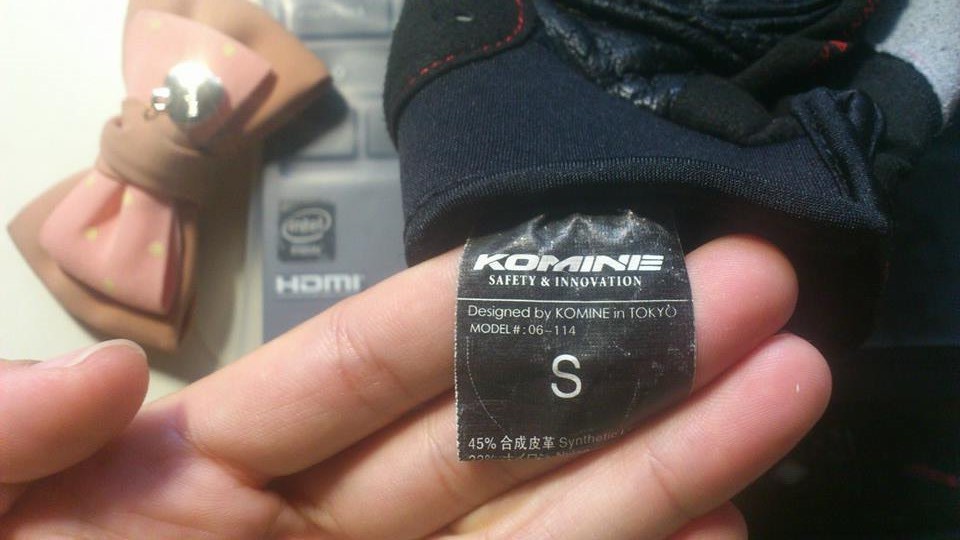 intel
HDMI
KOMINE
SAFETY & INNOVATION
Designed by KOMINE in TOKYO
MODEL#: 06-114
S
45% 合成皮革 Synthetic